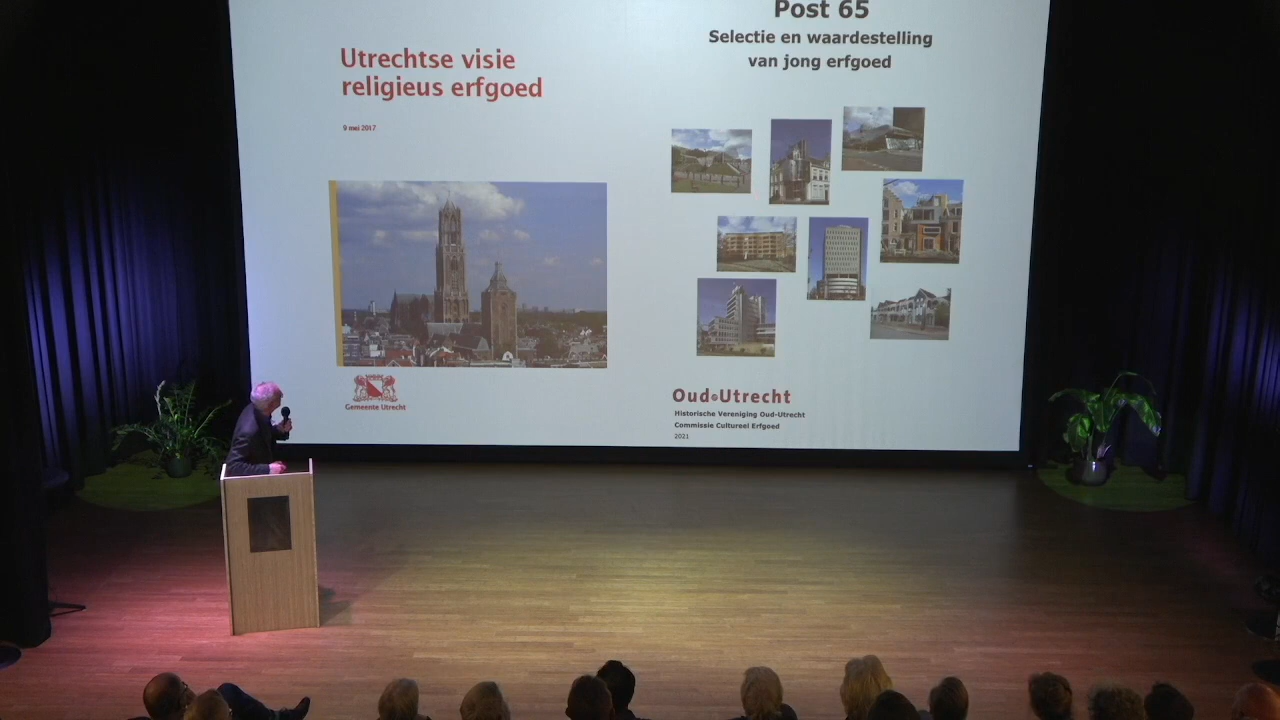 Utrechtse visie
religieus erfgoed
9 mei 2017
Gemeente Utrecht
Post 65
Selectie en waardestelling
van jong erfgoed
Oud Utrecht
Historische Vereniging Oud-Utrecht
Commissie Cultureel Erfgoed
2021